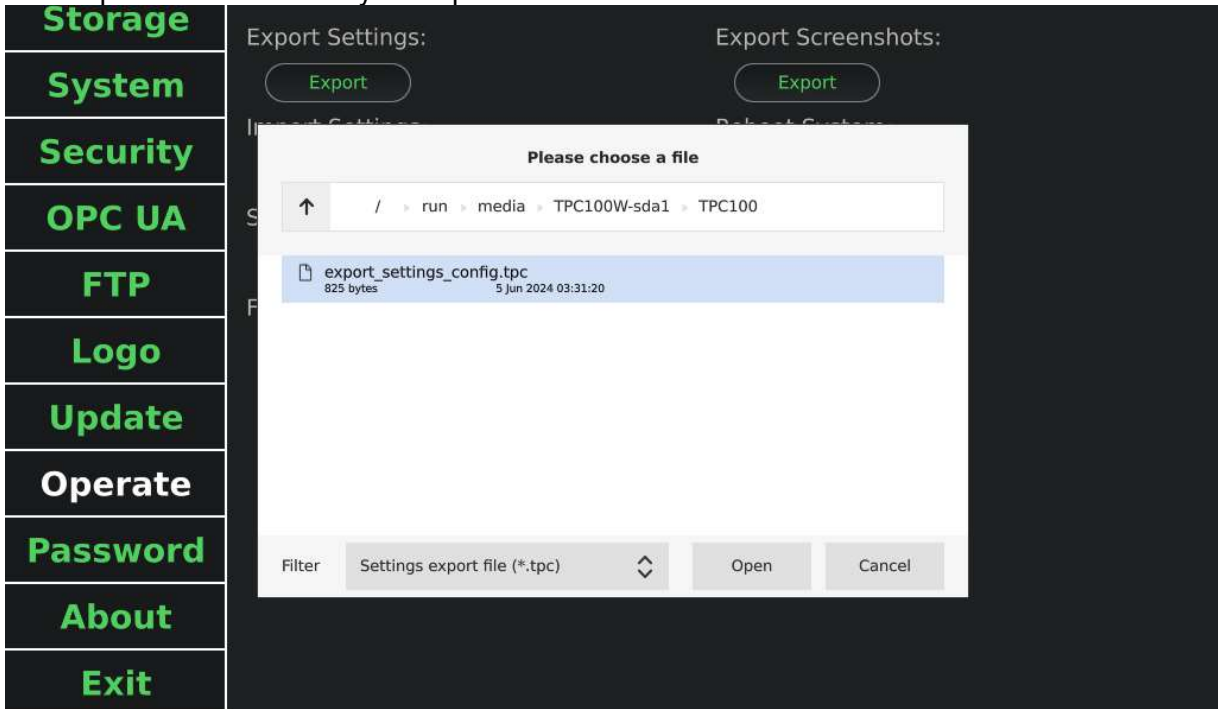 Storage
System
Security
OPC UA
FTP
Logo
Update
Operate
Password
About
Exit
Export Settings:
Export Screenshots:
Export
Export
Please choose a file
/ run media TPC100W-sda1 TPC100
export_settings_config.tpc
825 bytes 5 Jun 2024 03:31:20
Filter Settings export file (*.tpc) Open Cancel